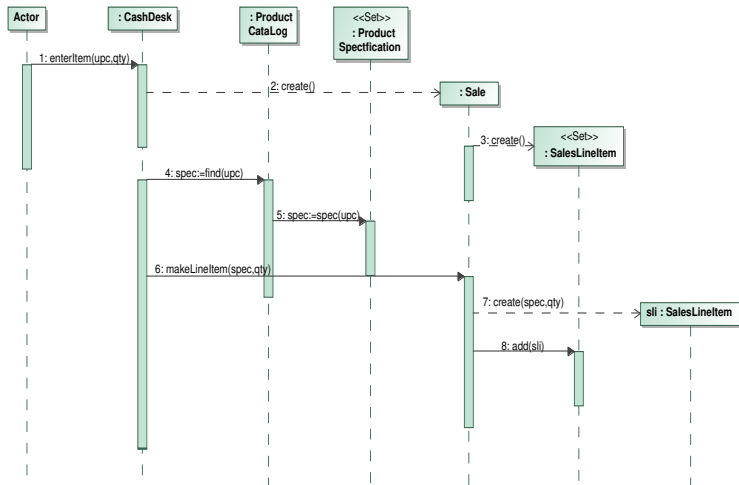 Actor
: CashDesk
: Product
CataLog
<<Set>>
: Product
Spectfication
1: enterItem(upc,qty)
2: create()
: Sale
3: create()
<<Set>>
: SalesLineItem
4: spec:=find(upc)
5: spec:=spec(upc)
6: makeLineItem(spec,qty)
7: create(spec,qty)
sli : SalesLineItem
8: add(sli)